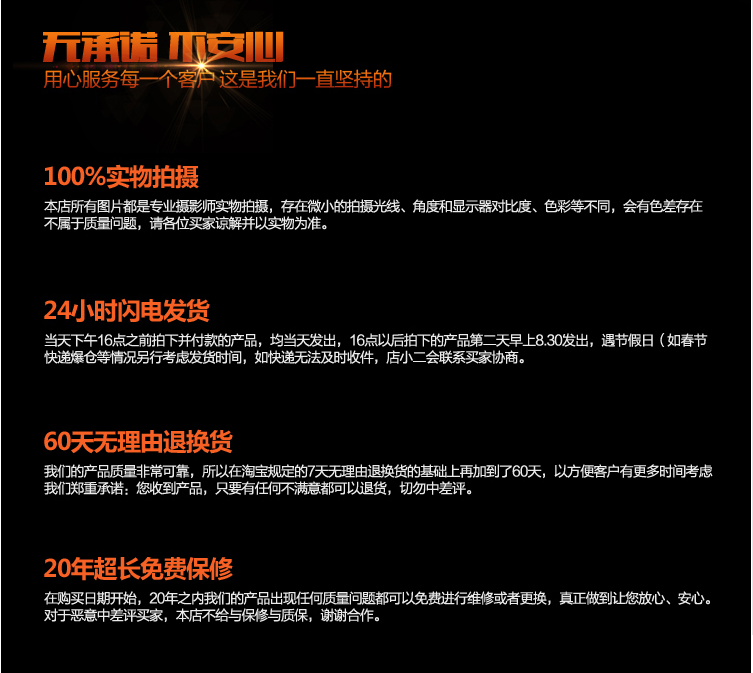 无承诺 不安心
用心服务每一个客户 这是我们一直坚持的
100%实物拍摄
本店所有图片都是专业摄影师实物拍摄，存在微小的拍摄光线、角度和显示器对比度、色彩等不同，会有色差存在
不属于质量问题，请各位买家谅解并以实物为准。
24小时闪电发货
当天下午16点之前拍下并付款的产品，均当天发出，16点以后拍下的产品第二天早上8.30发出，遇节假日（如春节
快递爆仓等情况另行考虑发货时间，如快递无法及时收件，店小二会联系买家协商。
60天无理由退换货
我们的产品质量非常可靠，所以在淘宝规定的7天无理由退换货的基础上再加到了60天，以方便客户有更多时间考虑
我们郑重承诺：您收到产品，只要有任何不满意都可以退货，切勿中差评。
20年超长免费保修
在购买日期开始，20年之内我们的产品出现任何质量问题都可以免费进行维修或者更换，真正做到让您放心、安心。
对于恶意中差评买家，本店不给与保修与质保，谢谢合作。